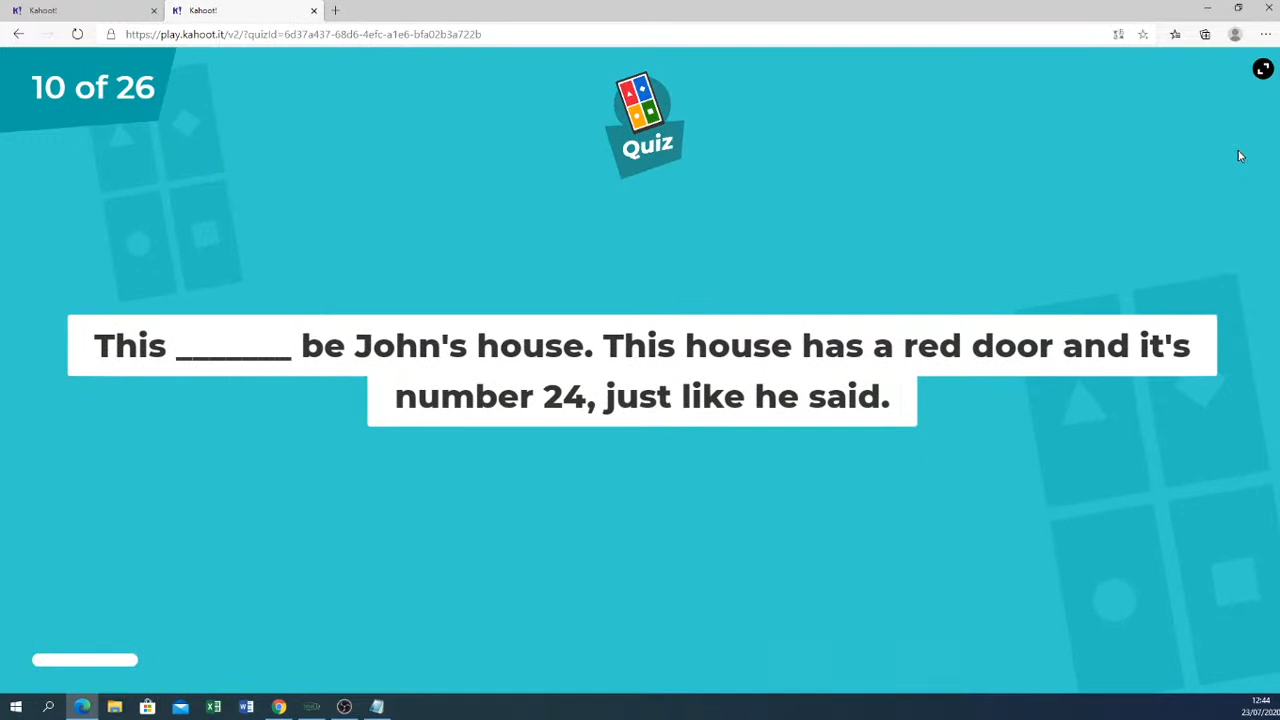 Kahoot!
Kahoot!
https://play.kahoot.it/v2/?quizId=6d37a437-68d6-4efc-a1e6-bfa02b3a722b
10 of 26
Quiz
This _______ be John's house. This house has a red door and it's
number 24, just like he said.
12:44
23/07/2020